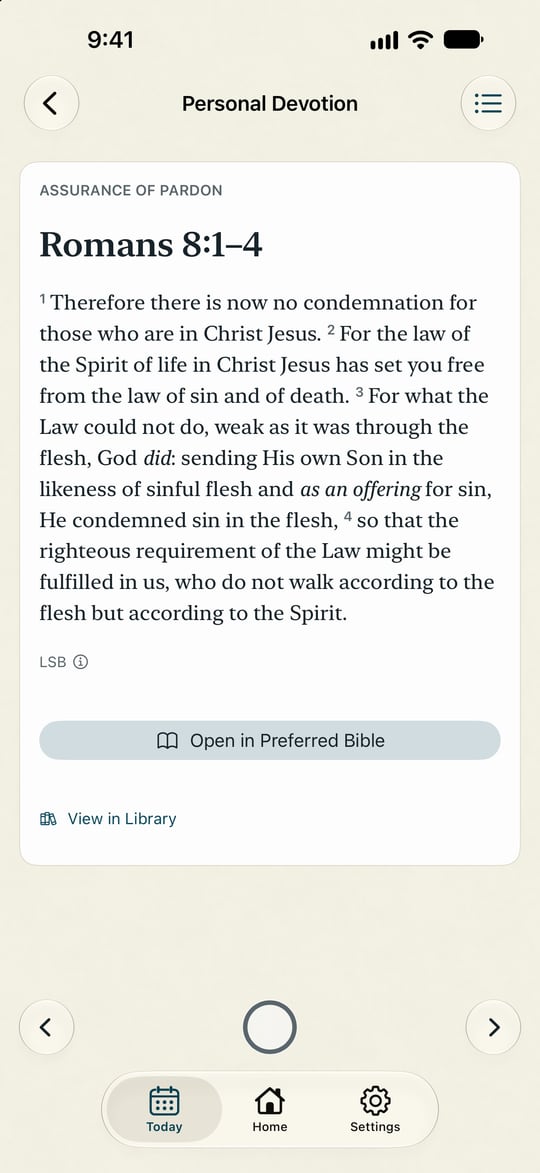 9:41
Personal Devotion
ASSURANCE OF PARDON
Romans 8:1–4
1 Therefore there is now no condemnation for
those who are in Christ Jesus. 2 For the law of
the Spirit of life in Christ Jesus has set you free
from the law of sin and of death. 3 For what the
Law could not do, weak as it was through the
flesh, God did: sending His own Son in the
likeness of sinful flesh and as an offering for sin,
He condemned sin in the flesh, 4 so that the
righteous requirement of the Law might be
fulfilled in us, who do not walk according to the
flesh but according to the Spirit.
LSB
Open in Preferred Bible
View in Library
Today
Home
Settings